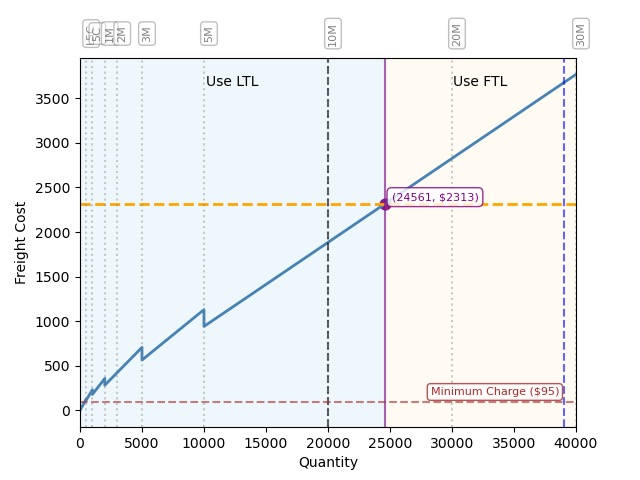 L5C
5C
1M
2M
3M
5M
10M
20M
30M
Use LTL
Use FTL
(24561, $2313)
Minimum Charge ($95)
Freight Cost
3500
3000
2500
2000
1500
1000
500
0
0
5000
10000
15000
20000
25000
30000
35000
40000
Quantity